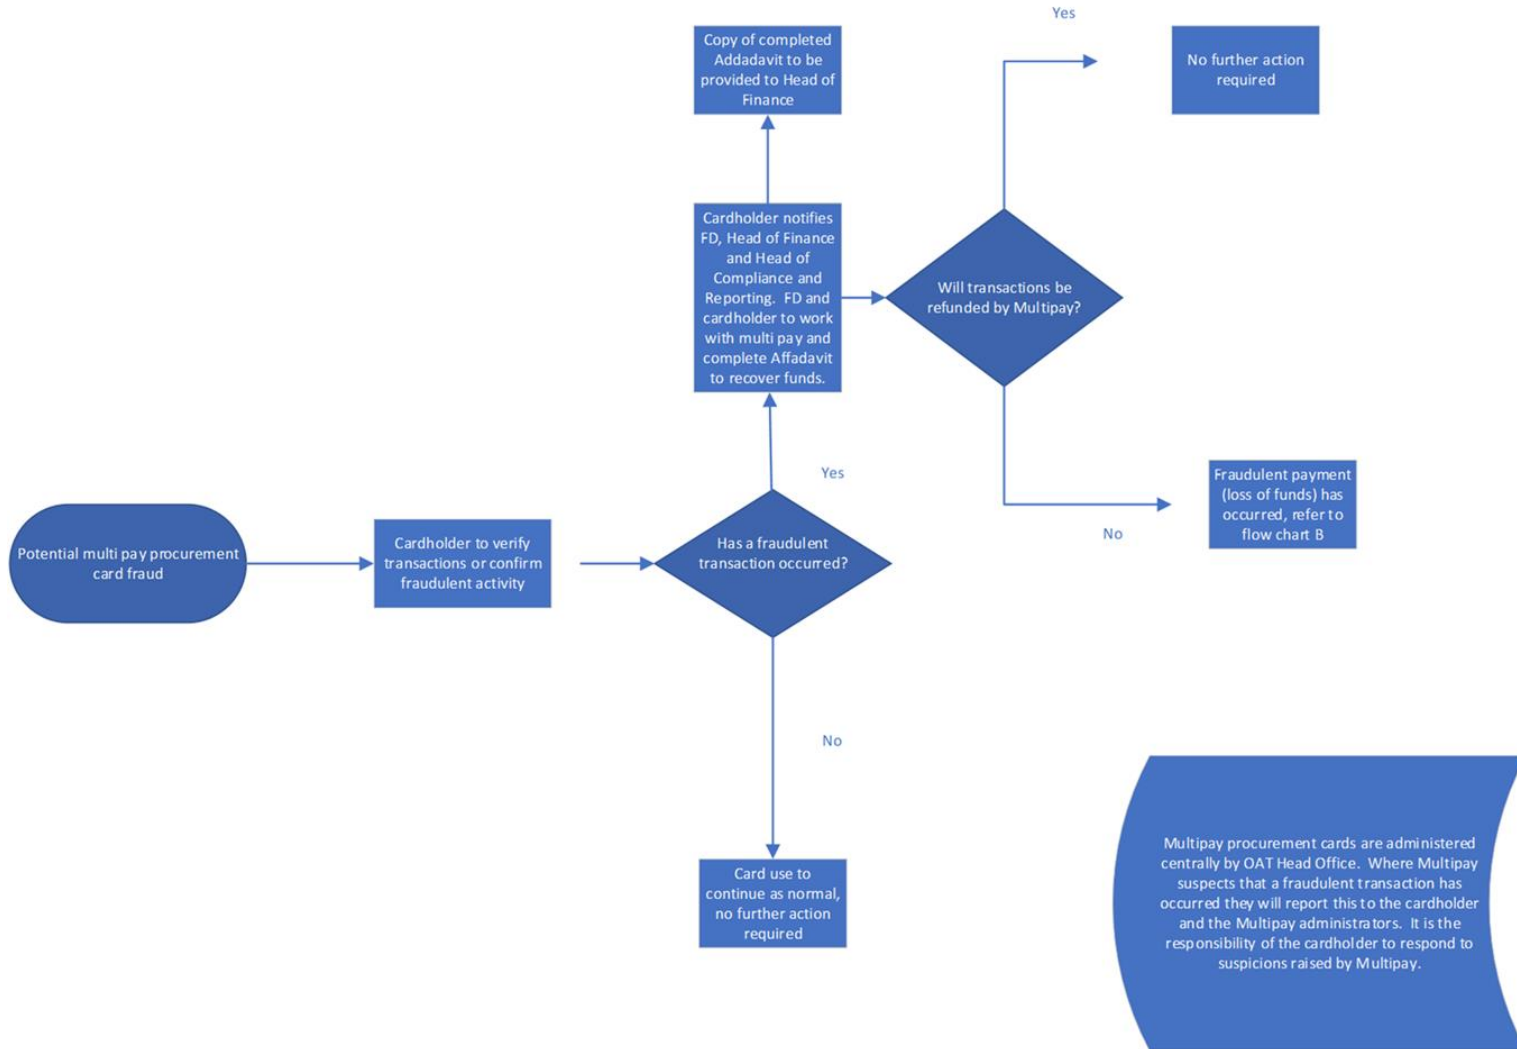 Yes
Copy of completed
Addadavit to be
provided to Head of
Finance
No further action
required
Cardholder notifies
FD, Head of Finance
and Head of
Compliance and
Reporting.  FD and
cardholder to work
with multi pay and
complete Affadavit
to recover funds.
Will transactions be
refunded by Multipay?
Yes
No
Fraudulent payment
(loss of funds) has
occurred, refer to
flow chart B
Potential multi pay procurement
card fraud
Cardholder to verify
transactions or confirm
fraudulent activity
Has a fraudulent
transaction occurred?
No
Card use to
continue as normal,
no further action
required
Multipay procurement cards are administered
centrally by OAT Head Office.  Where Multipay
suspects that a fraudulent transaction has
occurred they will report this to the cardholder
and the Multipay administrators.  It is the
responsibility of the cardholder to respond to
suspicions raised by Multipay.